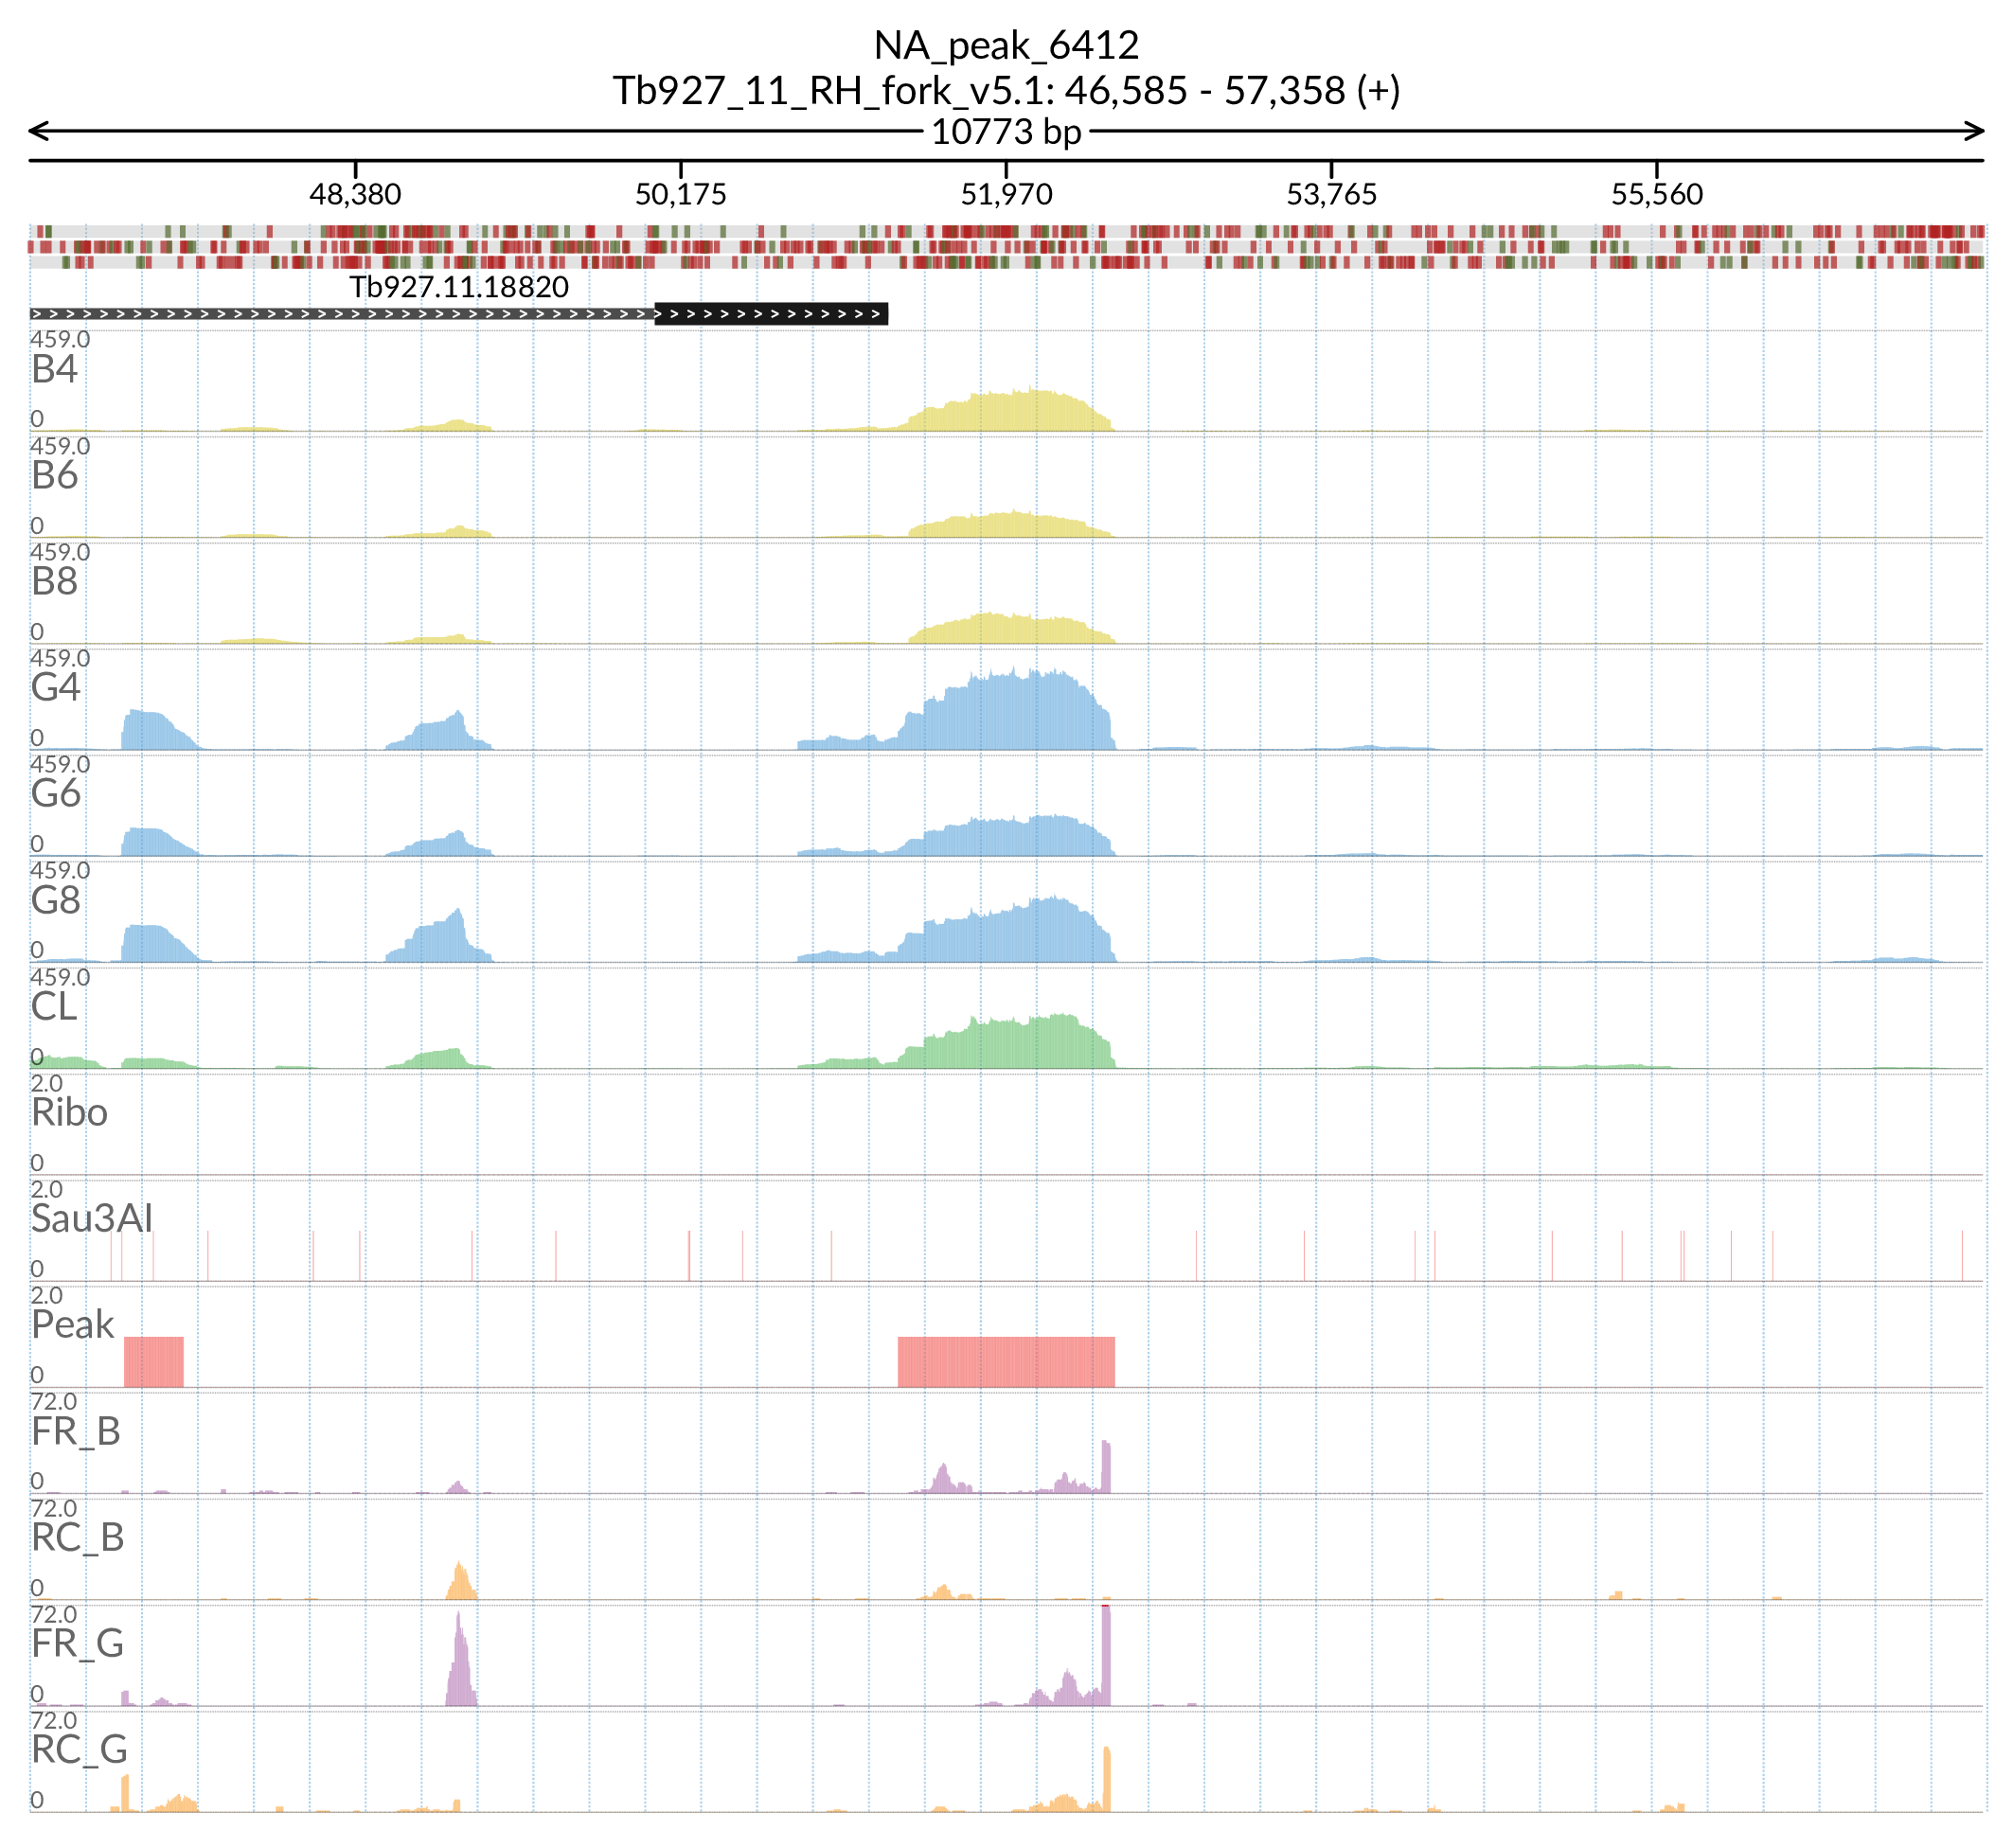 NA_peak_6412
Tb927_11_RH_fork_v5.1: 46,585 - 57,358 (+)
10773 bp
48,380 50,175 51,970 53,765 55,560
Tb927.11.18820
459.0
B4
0
459.0
B6
0
459.0
B8
0
459.0
G4
0
459.0
G6
0
459.0
G8
0
459.0
CL
0
2.0
Ribo
0
2.0
Sau3AI
0
2.0
Peak
0
72.0
FR_B
0
72.0
RC_B
0
72.0
FR_G
0
72.0
RC_G
0